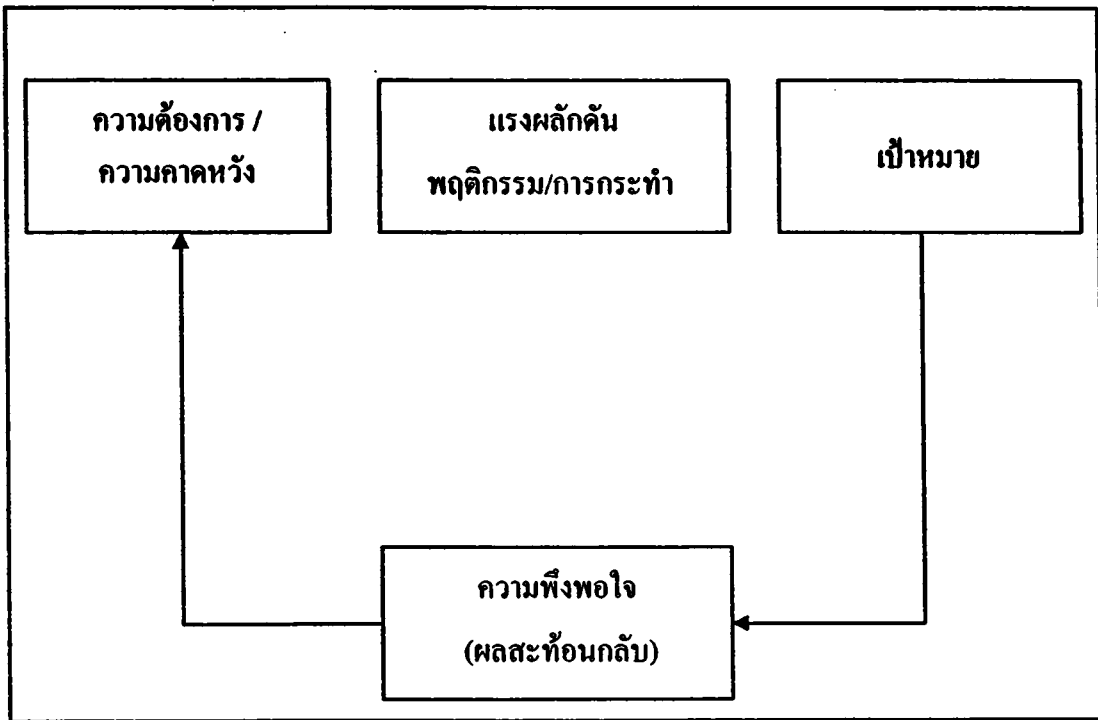 ความต้องการ /
ความคาดหวัง
แรงผลักดัน
พฤติกรรม/การกระทำ
เป้าหมาย
ความพึงพอใจ
(ผลสะท้อนกลับ)